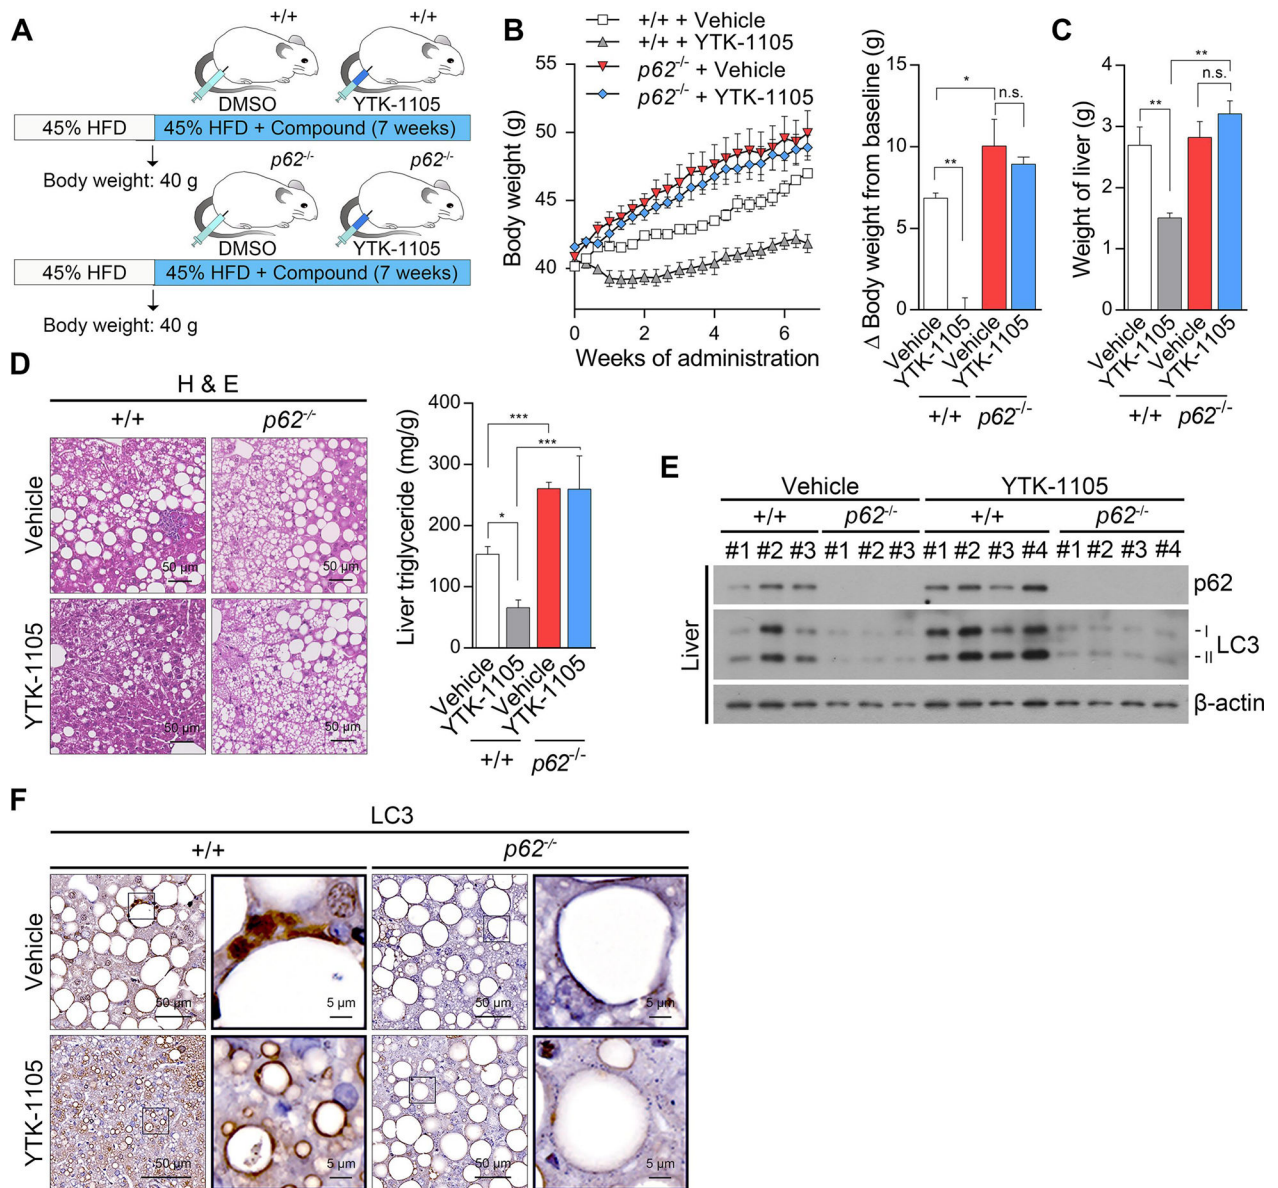 A
+/+
+/+
DMSO
YTK-1105
45% HFD
45% HFD + Compound (7 weeks)
Body weight: 40 g
p62-/-
p62-/-
DMSO
YTK-1105
45% HFD
45% HFD + Compound (7 weeks)
Body weight: 40 g
B
+/+ + Vehicle
+/+ + YTK-1105
p62-/- + Vehicle
p62-/- + YTK-1105
Body weight (g)
55
50
45
40
0
2
4
6
Weeks of administration
Δ Body weight from baseline (g)
15
10
5
0
*
n.s.
**
Vehicle
YTK-1105
Vehicle
YTK-1105
+/+
p62-/-
C
Weight of liver (g)
4
3
2
1
0
**
n.s.
**
Vehicle
YTK-1105
Vehicle
YTK-1105
+/+
p62-/-
D
H & E
+/+
p62-/-
Vehicle
50 μm
50 μm
YTK-1105
50 μm
50 μm
Liver triglyceride (mg/g)
400
300
200
100
0
***
***
*
Vehicle
YTK-1105
Vehicle
YTK-1105
+/+
p62-/-
E
Vehicle
YTK-1105
+/+
p62-/-
+/+
p62-/-
#1 #2 #3 #1 #2 #3 #1 #2 #3 #4 #1 #2 #3 #4
Liver
p62
- I
LC3
- II
β-actin
F
LC3
+/+
p62-/-
Vehicle
50 μm
5 μm
50 μm
5 μm
YTK-1105
50 μm
5 μm
50 μm
5 μm